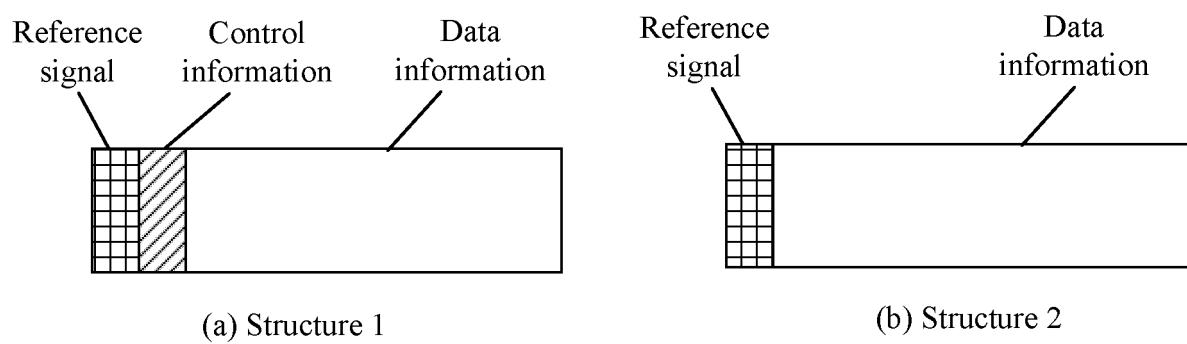 Reference
signal
Control
information
Data
information
Reference
signal
Data
information
(a) Structure 1
(b) Structure 2